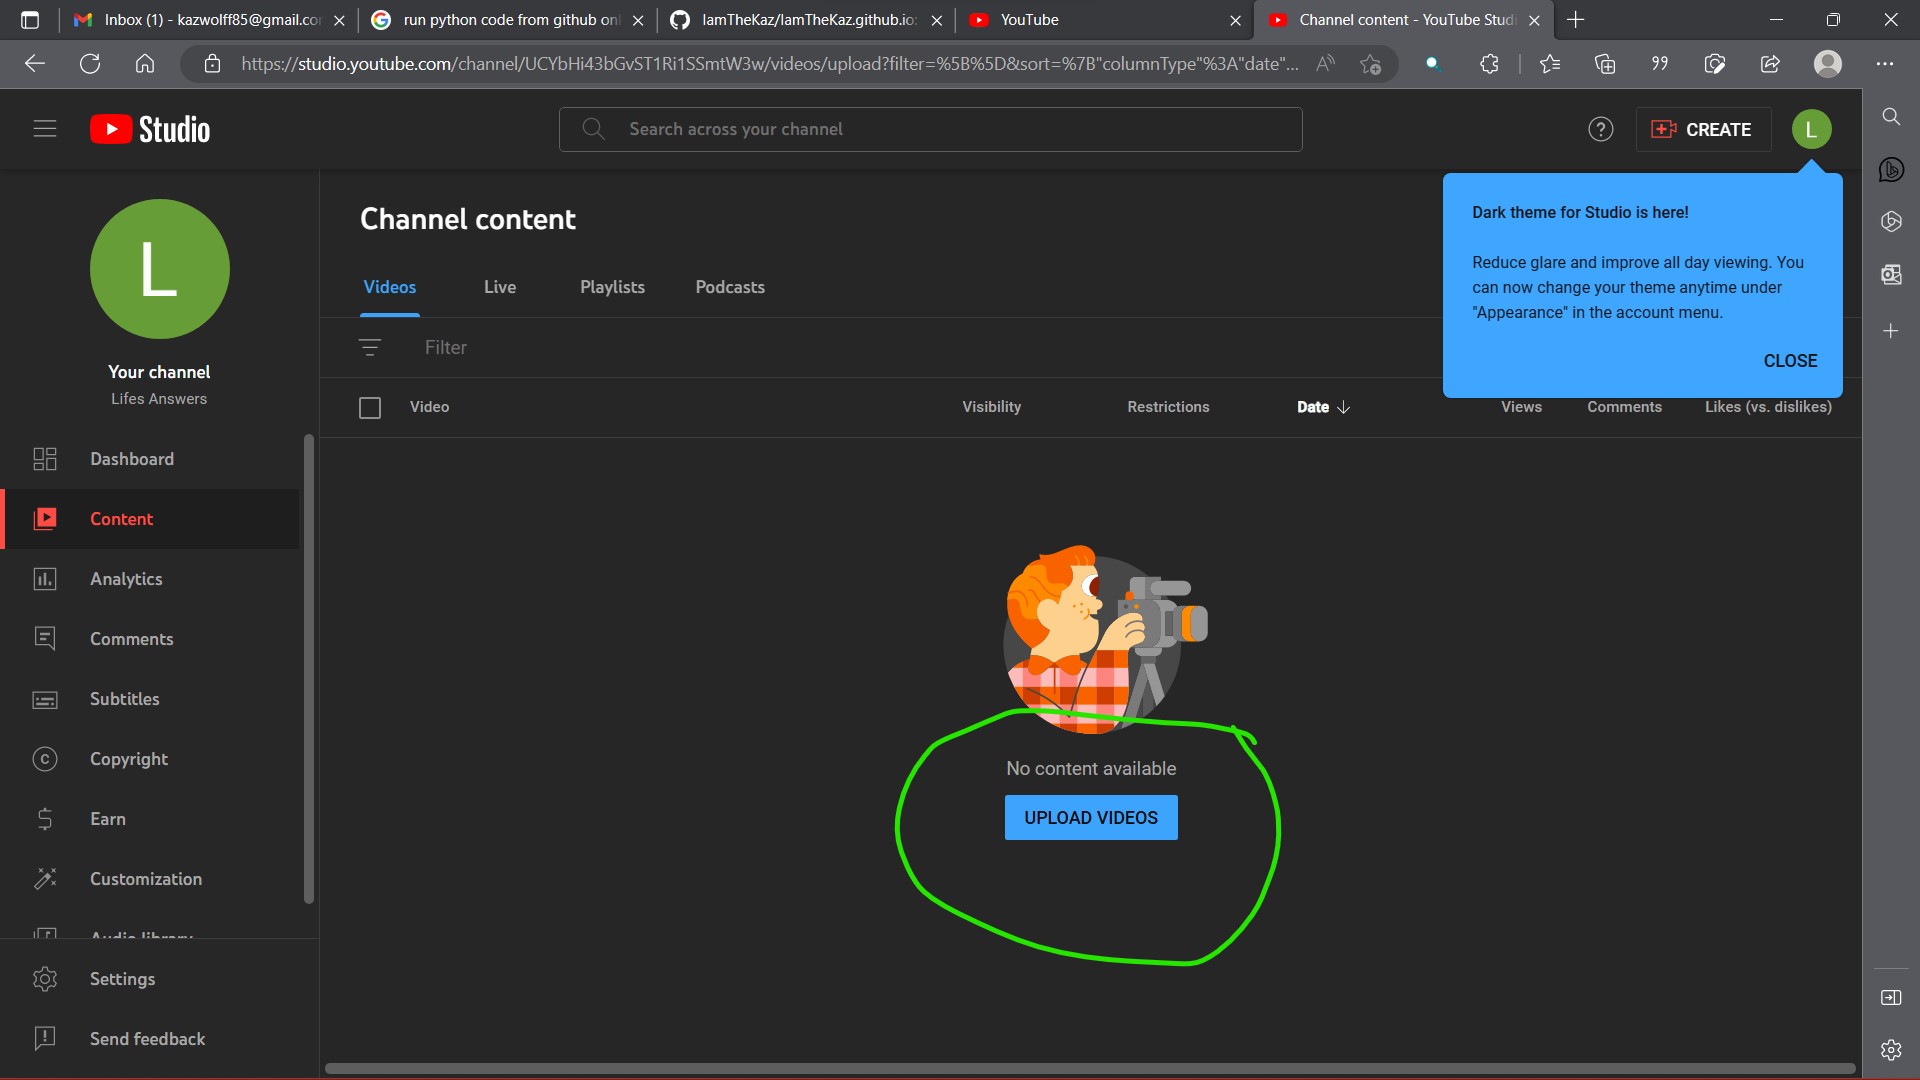 Inbox (1) - kazwolff85@gmail.co
run python code from github onl
IamTheKaz/IamTheKaz.github.io:
YouTube
Channel content - YouTube Studi
https://studio.youtube.com/channel/UCYbHi43bGvST1Ri1SSmtW3w/videos/upload?filter=%5B%5D&sort=%7B"columnType"%3A"date"...
Studio
Search across your channel
CREATE
L
L
Your channel
Lifes Answers
Dashboard
Content
Analytics
Comments
Subtitles
Copyright
Earn
Customization
Audio library
Settings
Send feedback
Channel content
Videos Live Playlists Podcasts
Filter
Video Visibility Restrictions Date Views Comments Likes (vs. dislikes)
Dark theme for Studio is here!
Reduce glare and improve all day viewing. You
can now change your theme anytime under
"Appearance" in the account menu.
CLOSE
No content available
UPLOAD VIDEOS